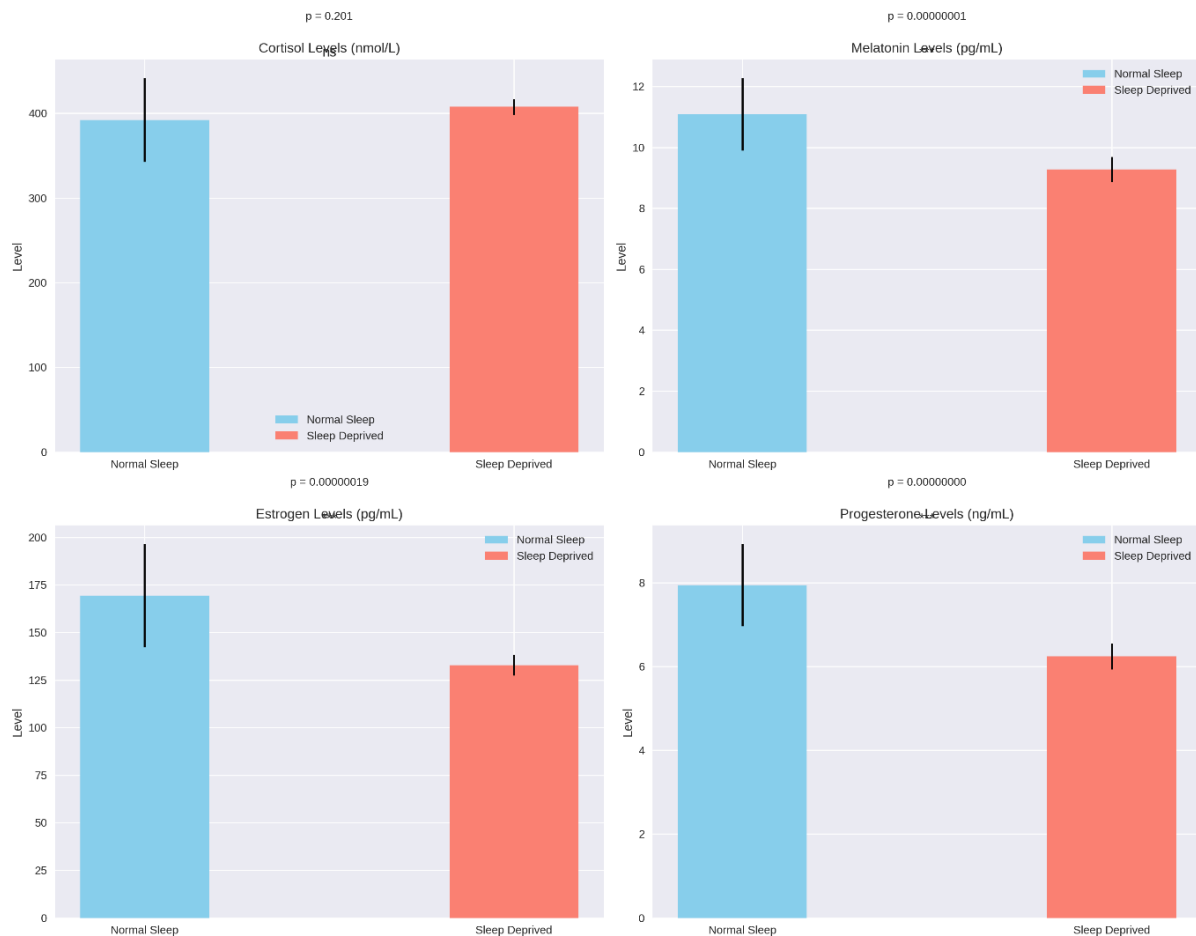 p = 0.201
Cortisol Levels (nmol/L)
ns
Level
400
300
200
100
0
Normal Sleep
Sleep Deprived
Normal Sleep
Sleep Deprived
p = 0.00000001
Melatonin Levels (pg/mL)
***
Level
12
10
8
6
4
2
0
Normal Sleep
Sleep Deprived
Normal Sleep
Sleep Deprived
p = 0.00000019
Estrogen Levels (pg/mL)
***
Level
200
175
150
125
100
75
50
25
0
Normal Sleep
Sleep Deprived
Normal Sleep
Sleep Deprived
p = 0.00000000
Progesterone Levels (ng/mL)
***
Level
8
6
4
2
0
Normal Sleep
Sleep Deprived
Normal Sleep
Sleep Deprived